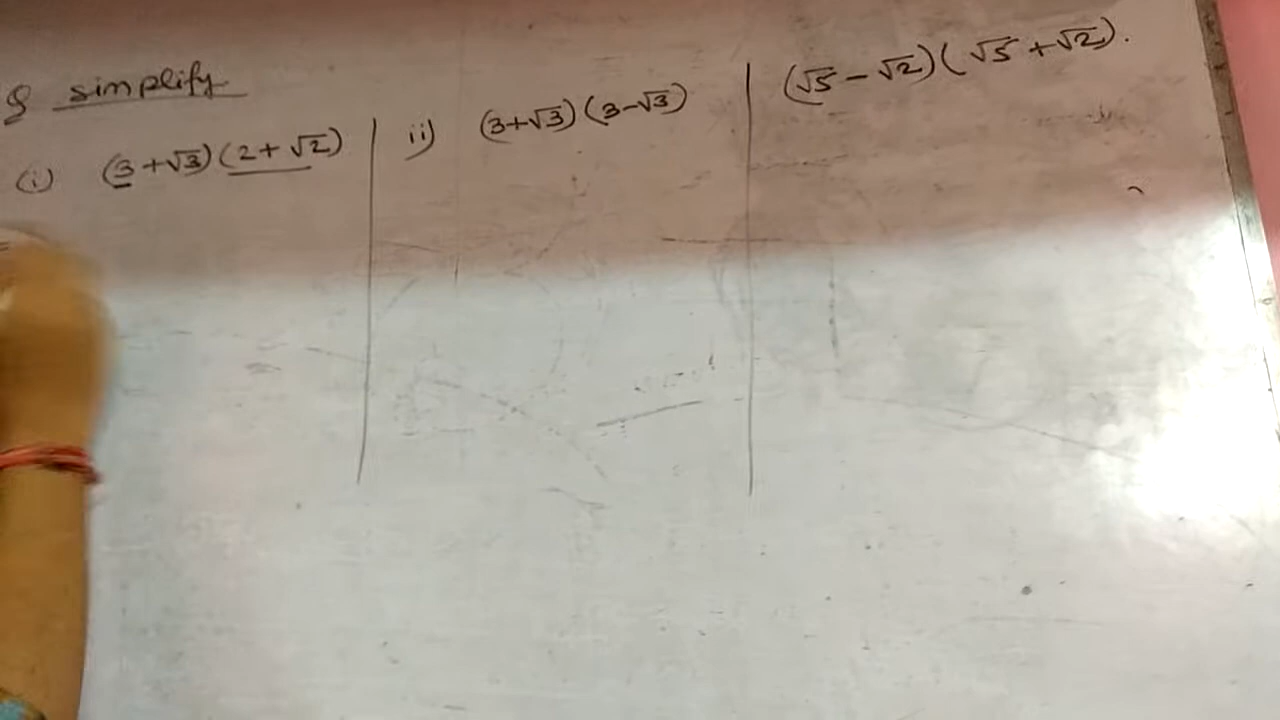 Q simplify
(i) (3+√3)(2+√2)
ii) (3+√3)(3-√3)
(√5-√2)(√5+√2).